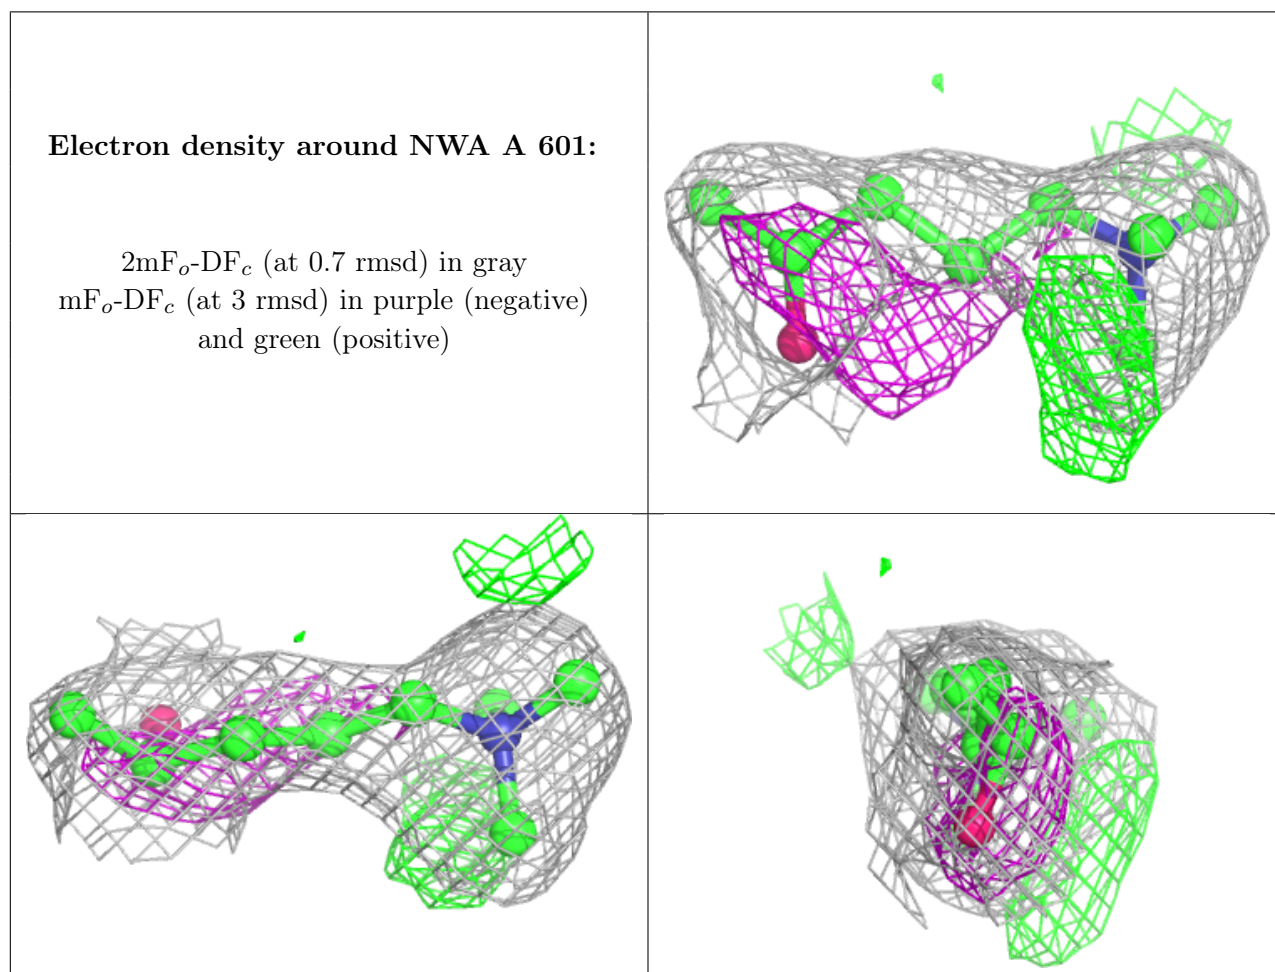 Electron density around NWA A 601:
2mFo-DFc (at 0.7 rmsd) in gray
mFo-DFc (at 3 rmsd) in purple (negative)
and green (positive)